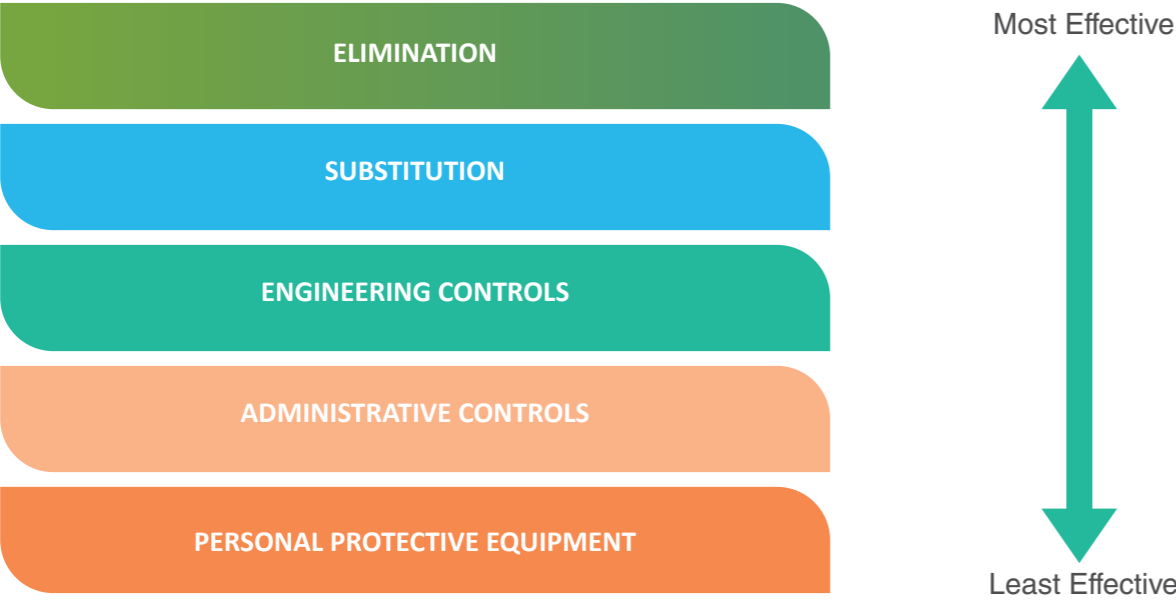 ELIMINATION
SUBSTITUTION
ENGINEERING CONTROLS
ADMINISTRATIVE CONTROLS
PERSONAL PROTECTIVE EQUIPMENT
Most Effective
Least Effective